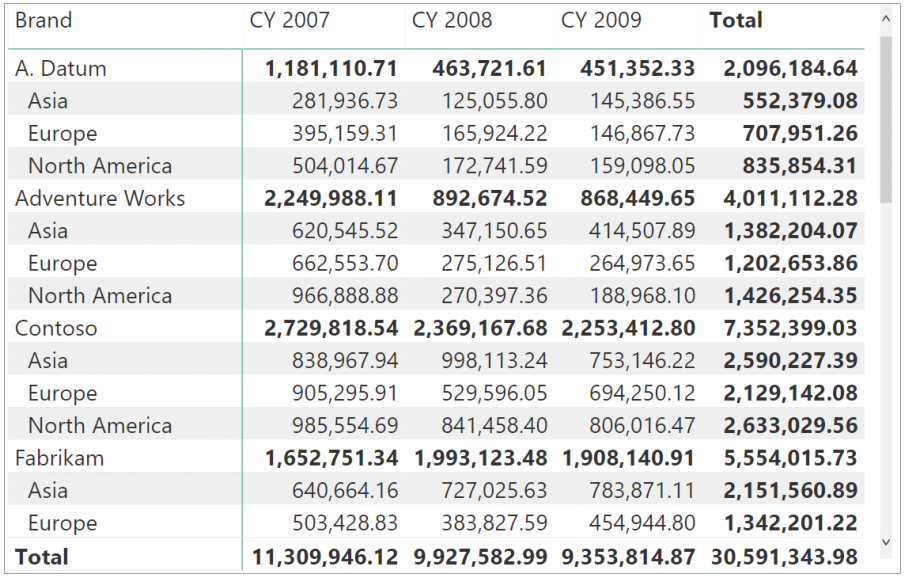 Brand CY 2007 CY 2008 CY 2009 Total
A. Datum 1,181,110.71 463,721.61 451,352.33 2,096,184.64
Asia 281,936.73 125,055.80 145,386.55 552,379.08
Europe 395,159.31 165,924.22 146,867.73 707,951.26
North America 504,014.67 172,741.59 159,098.05 835,854.31
Adventure Works 2,249,988.11 892,674.52 868,449.65 4,011,112.28
Asia 620,545.52 347,150.65 414,507.89 1,382,204.07
Europe 662,553.70 275,126.51 264,973.65 1,202,653.86
North America 966,888.88 270,397.36 188,968.10 1,426,254.35
Contoso 2,729,818.54 2,369,167.68 2,253,412.80 7,352,399.03
Asia 838,967.94 998,113.24 753,146.22 2,590,227.39
Europe 905,295.91 529,596.05 694,250.12 2,129,142.08
North America 985,554.69 841,458.40 806,016.47 2,633,029.56
Fabrikam 1,652,751.34 1,993,123.48 1,908,140.91 5,554,015.73
Asia 640,664.16 727,025.63 783,871.11 2,151,560.89
Europe 503,428.83 383,827.59 454,944.80 1,342,201.22
Total 11,309,946.12 9,927,582.99 9,353,814.87 30,591,343.98